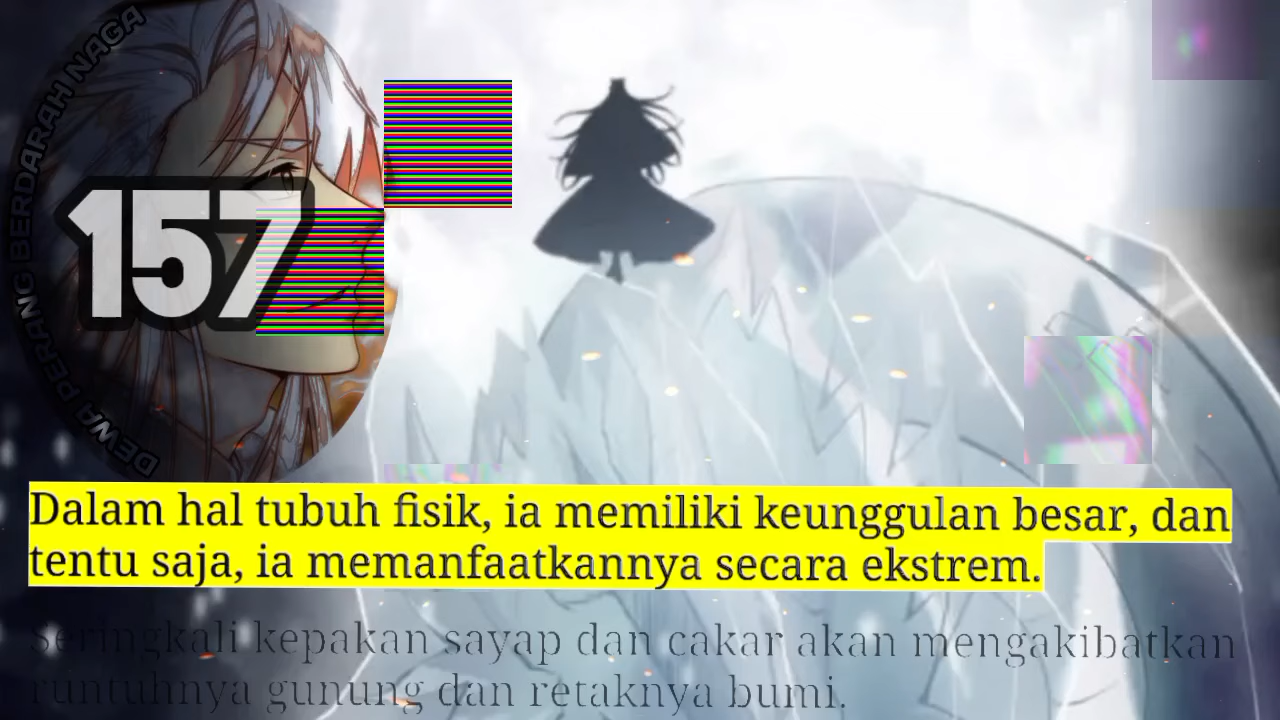 DEWA PERANG BERDARAH NAGA
157
Dalam hal tubuh fisik, ia memiliki keunggulan besar, dan
tentu saja, ia memanfaatkannya secara ekstrem.
Seringkali kepakan sayap dan cakar akan mengakibatkan
runtuhnya gunung dan retaknya bumi.